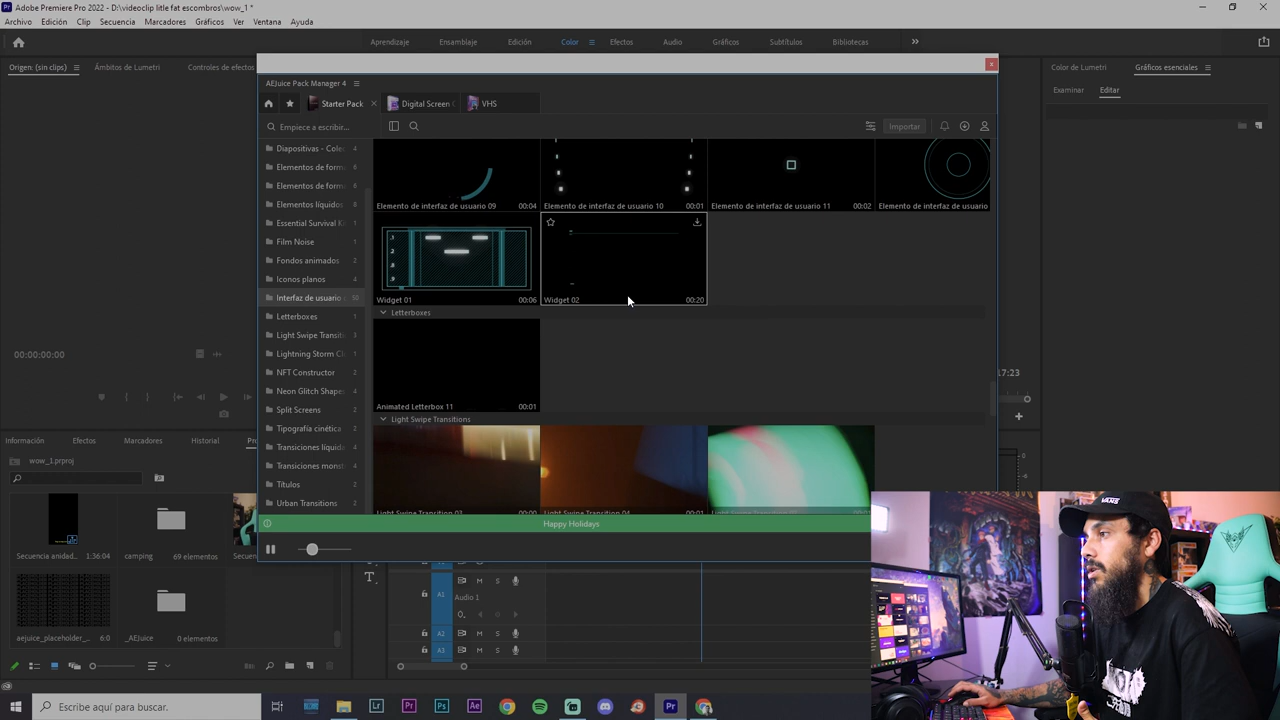 Adobe Premiere Pro 2022 - D:\videoclip litle fat escombros\wow_1 *
Archivo Edición Clip Secuencia Marcadores Gráficos Ver Ventana Ayuda
Aprendizaje Ensamblaje Edición Color Efectos Audio Gráficos Subtítulos Bibliotecas
Origen: (sin clips) Ámbitos de Lumetri Controles de efectos
Color de Lumetri Gráficos esenciales
Examinar Editar
AEJuice Pack Manager 4
Starter Pack Digital Screen VHS
Empiece a escribir...
Importar
Diapositivas - Cole 4
Elementos de form 6
Elementos de form 8
Elementos líquidos 8
Essential Survival Ki 1
Film Noise 1
Fondos animados
Iconos planos 4
Interfaz de usuario 50
Letterboxes 1
Light Swipe Transiti 3
Lightning Storm Cl 1
NFT Constructor 2
Neon Glitch Shapes
Split Screens 2
Tipografía cinética 2
Transiciones líquida 4
Transiciones monst 4
Títulos 2
Urban Transitions 1
Elemento de interfaz de usuario 09 00:04
Elemento de interfaz de usuario 10 00:01
Elemento de interfaz de usuario 11 00:02
Elemento de interfaz de usuario
Widget 01 00:06
Widget 02 00:20
Letterboxes
Animated Letterbox 11 00:01
Light Swipe Transitions
Light Swipe Transition 03 00:00
Light Swipe Transition 04 00:01
Happy Holidays
00:00:00:00
17:23
Información Efectos Marcadores Historial Pro
wow_1.prproj
Secuencia anidad... 1:36:04
camping 69 elementos
Secuen
aejuice_placeholder_... 6:0
_AEJuice 0 elementos
A1 M S
Audio 1
A2 M S
A3 M S
Escribe aquí para buscar.